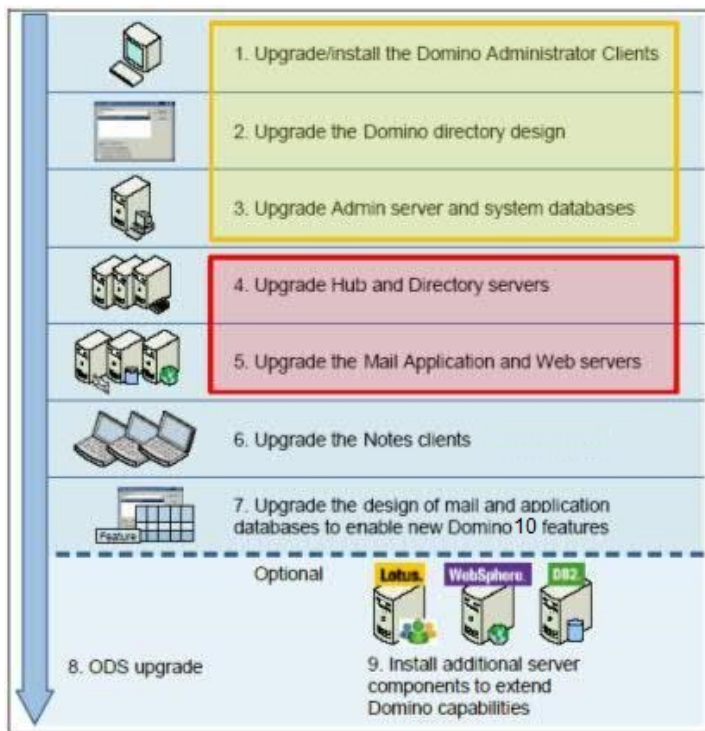 1. Upgrade/install the Domino Administrator Clients
2. Upgrade the Domino directory design
3. Upgrade Admin server and system databases
4. Upgrade Hub and Directory servers
5. Upgrade the Mail Application and Web servers
6. Upgrade the Notes clients
7. Upgrade the design of mail and application
databases to enable new Domino 10 features
Feature
Optional
Lotus.
WebSphere.
DB2.
8. ODS upgrade
9. Install additional server
components to extend
Domino capabilities